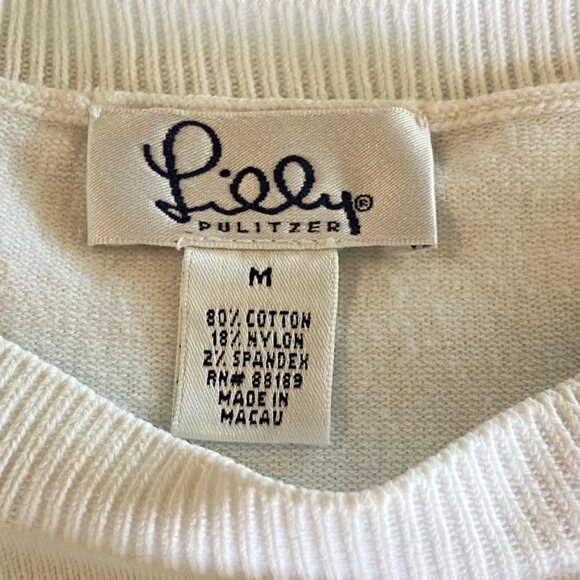 Lilly®
PULITZER
M
80% COTTON
18% NYLON
2% SPANDEX
RN# 88189
MADE IN
MACAU